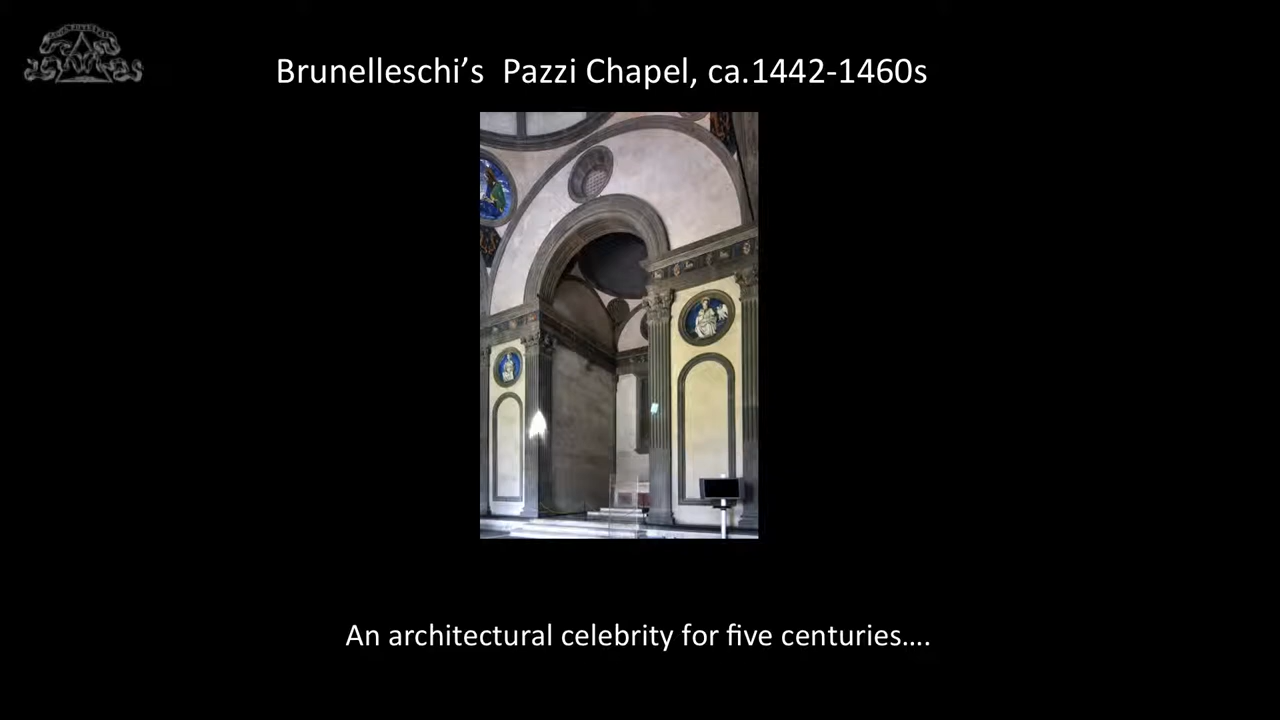 Brunelleschi’s  Pazzi Chapel, ca.1442-1460s
An architectural celebrity for five centuries….